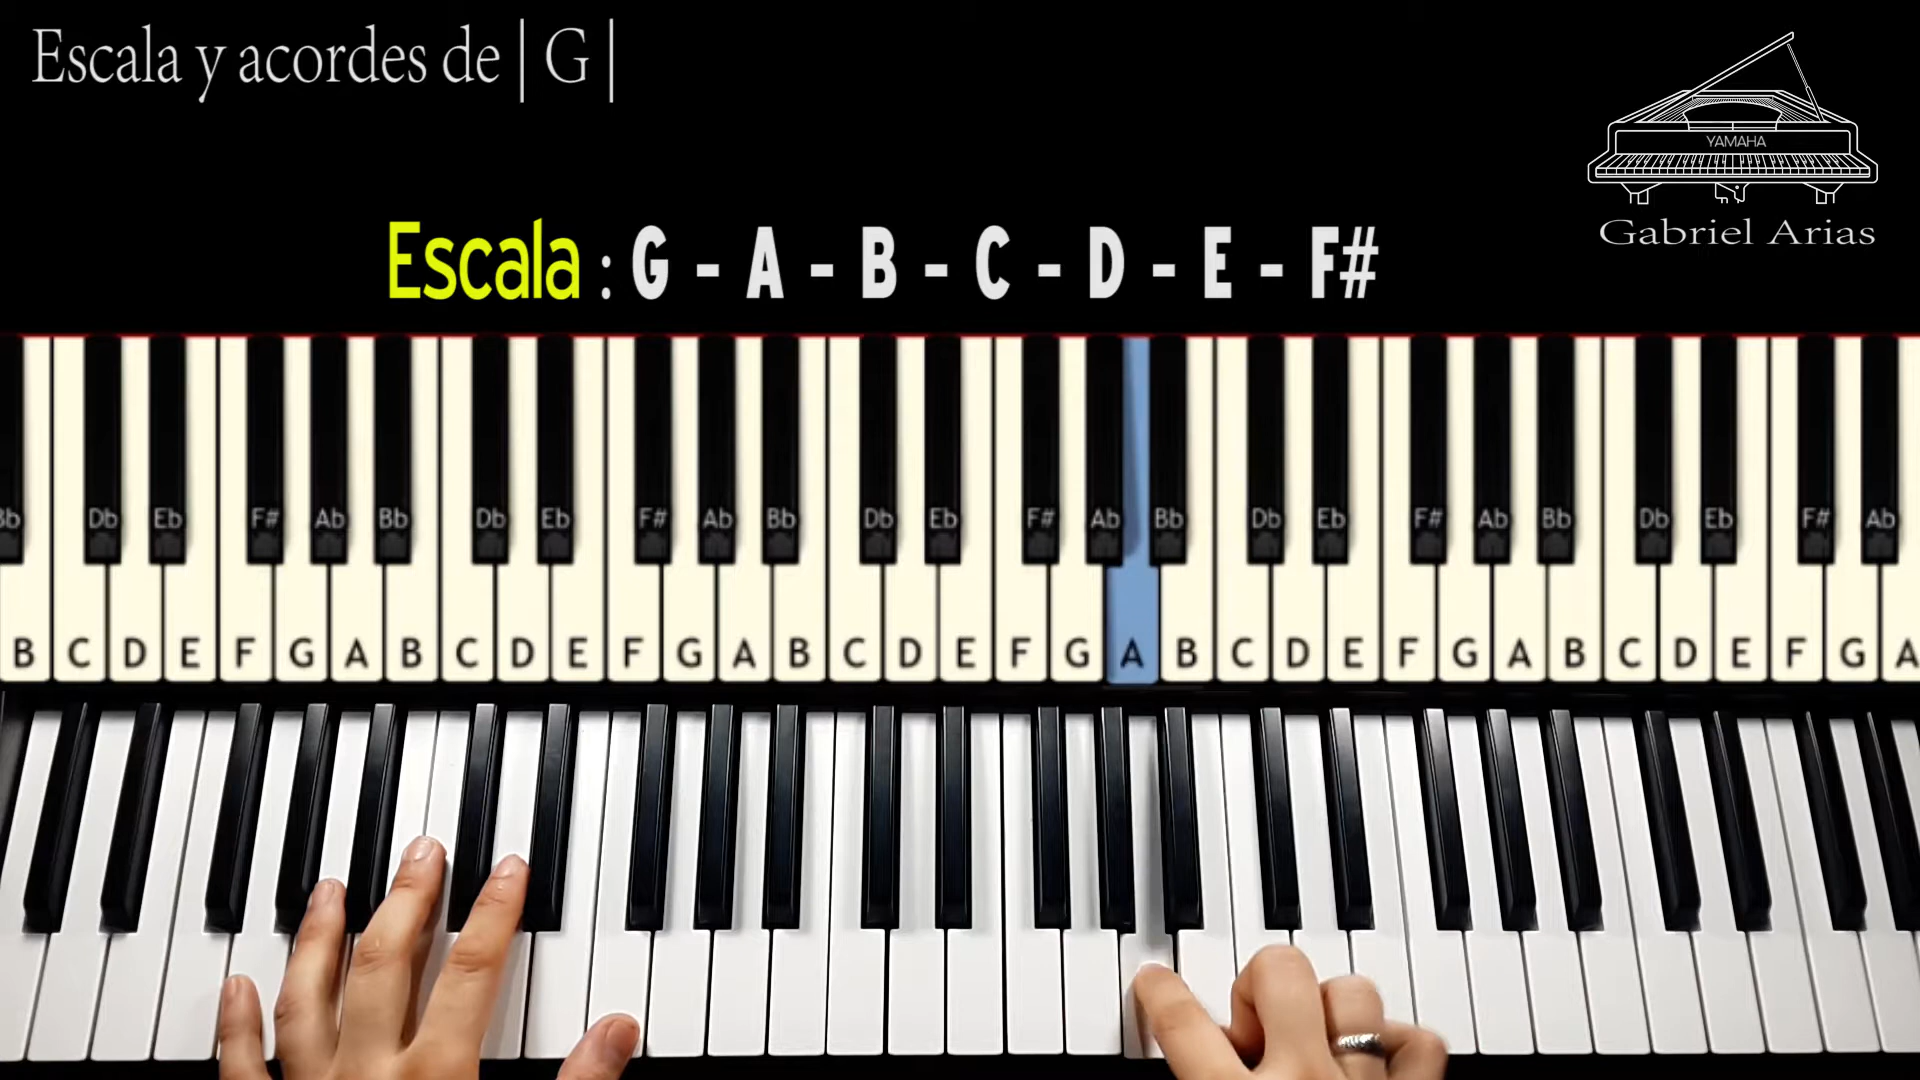 Escala y acordes de | G |
YAMAHA
Gabriel Arias
Escala : G - A - B - C - D - E - F#
Bb Db Eb F# Ab Bb Db Eb F# Ab Bb Db Eb F# Ab Bb Db Eb F# Ab Bb Db Eb F# Ab
B C D E F G A B C D E F G A B C D E F G A B C D E F G A B C D E F G A